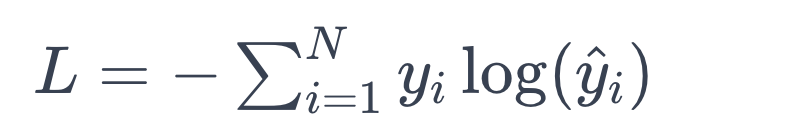 L = − ∑_{i=1}^{N} y_i log(ŷ_i)